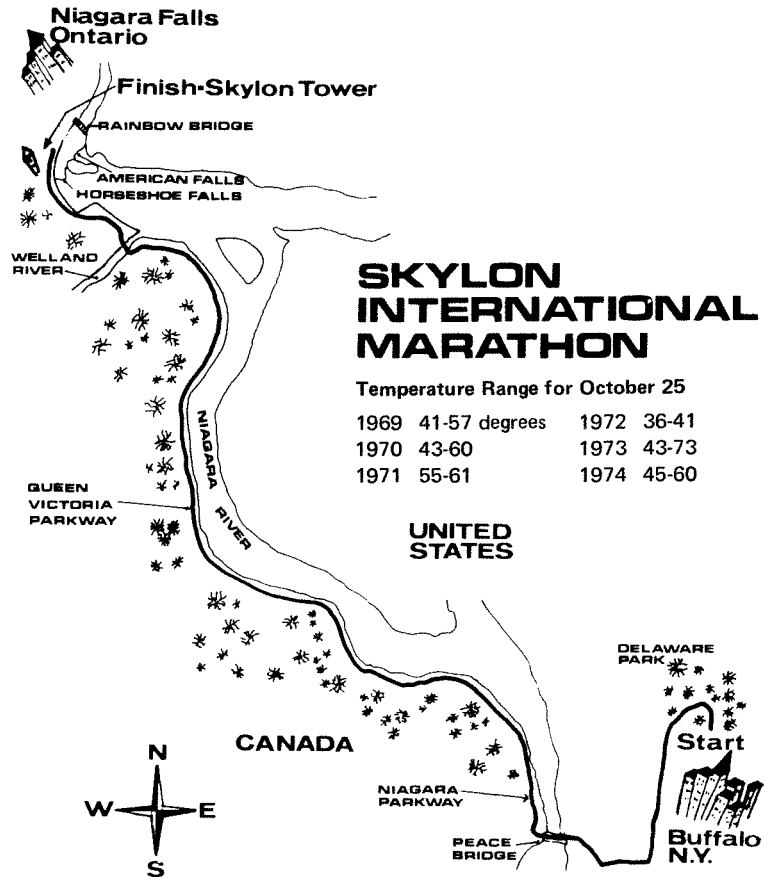 Niagara Falls
Ontario
Finish-Skylon Tower
RAINBOW BRIDGE
AMERICAN FALLS
HORSESHOE FALLS
WELLAND
RIVER
SKYLON
INTERNATIONAL
MARATHON
Temperature Range for October 25
1969 41-57 degrees 1972 36-41
1970 43-60 1973 43-73
1971 55-61 1974 45-60
NIAGARA
RIVER
QUEEN
VICTORIA
PARKWAY
UNITED
STATES
DELAWARE
PARK
Start
CANADA
N
W E
S
NIAGARA
PARKWAY
PEACE
BRIDGE
Buffalo
N.Y.